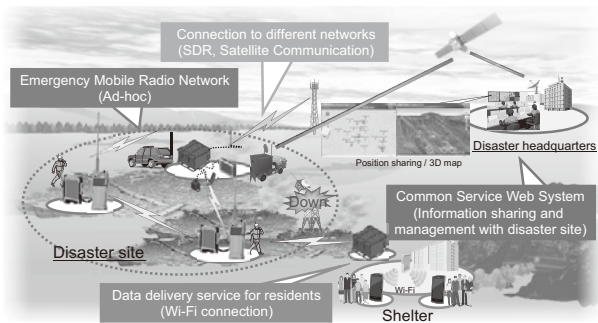 Connection to different networks
(SDR, Satellite Communication)
Emergency Mobile Radio Network
(Ad-hoc)
Position sharing / 3D map
Disaster headquarters
Down
Common Service Web System
(Information sharing and
management with disaster site)
Disaster site
Data delivery service for residents
(Wi-Fi connection)
Wi-Fi
Shelter